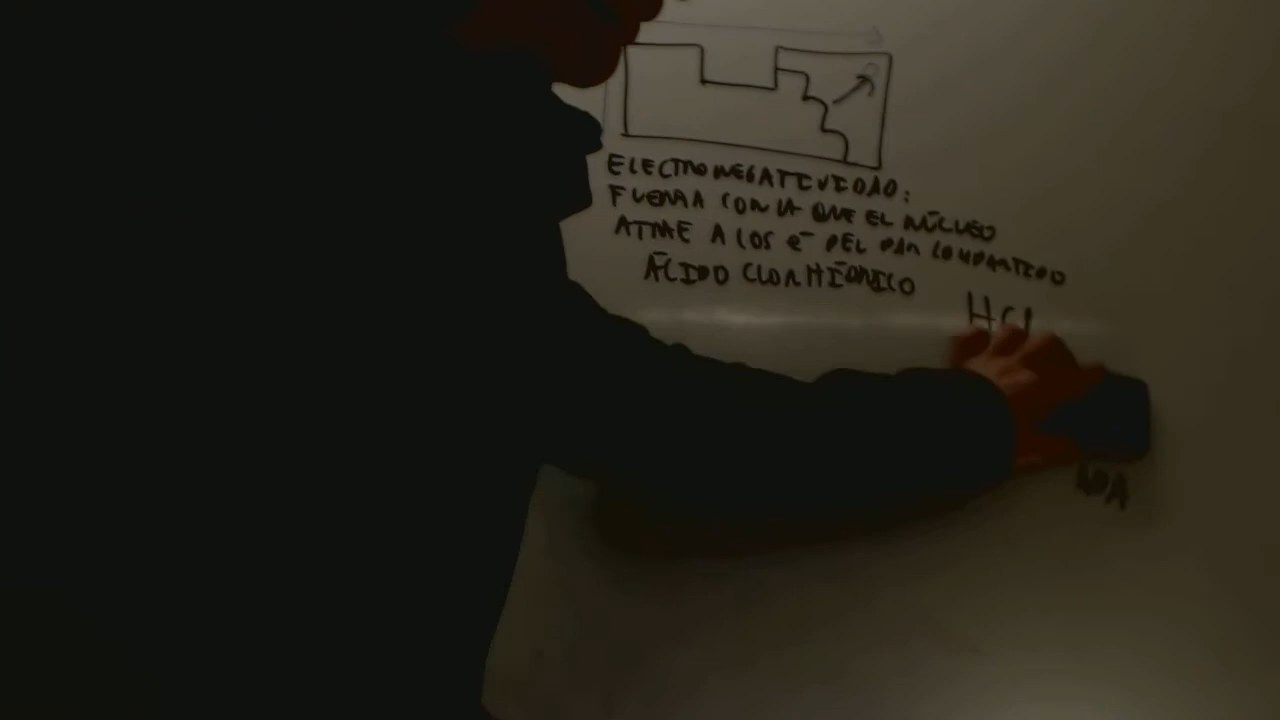 ELECTRONEGATIVIDAD:
FUERZA CON LA QUE EL NÚCLEO
ATRAE A LOS e⁻ DEL PAR COMPARTIDO
ÁCIDO CLORHÍDRICO
HCl